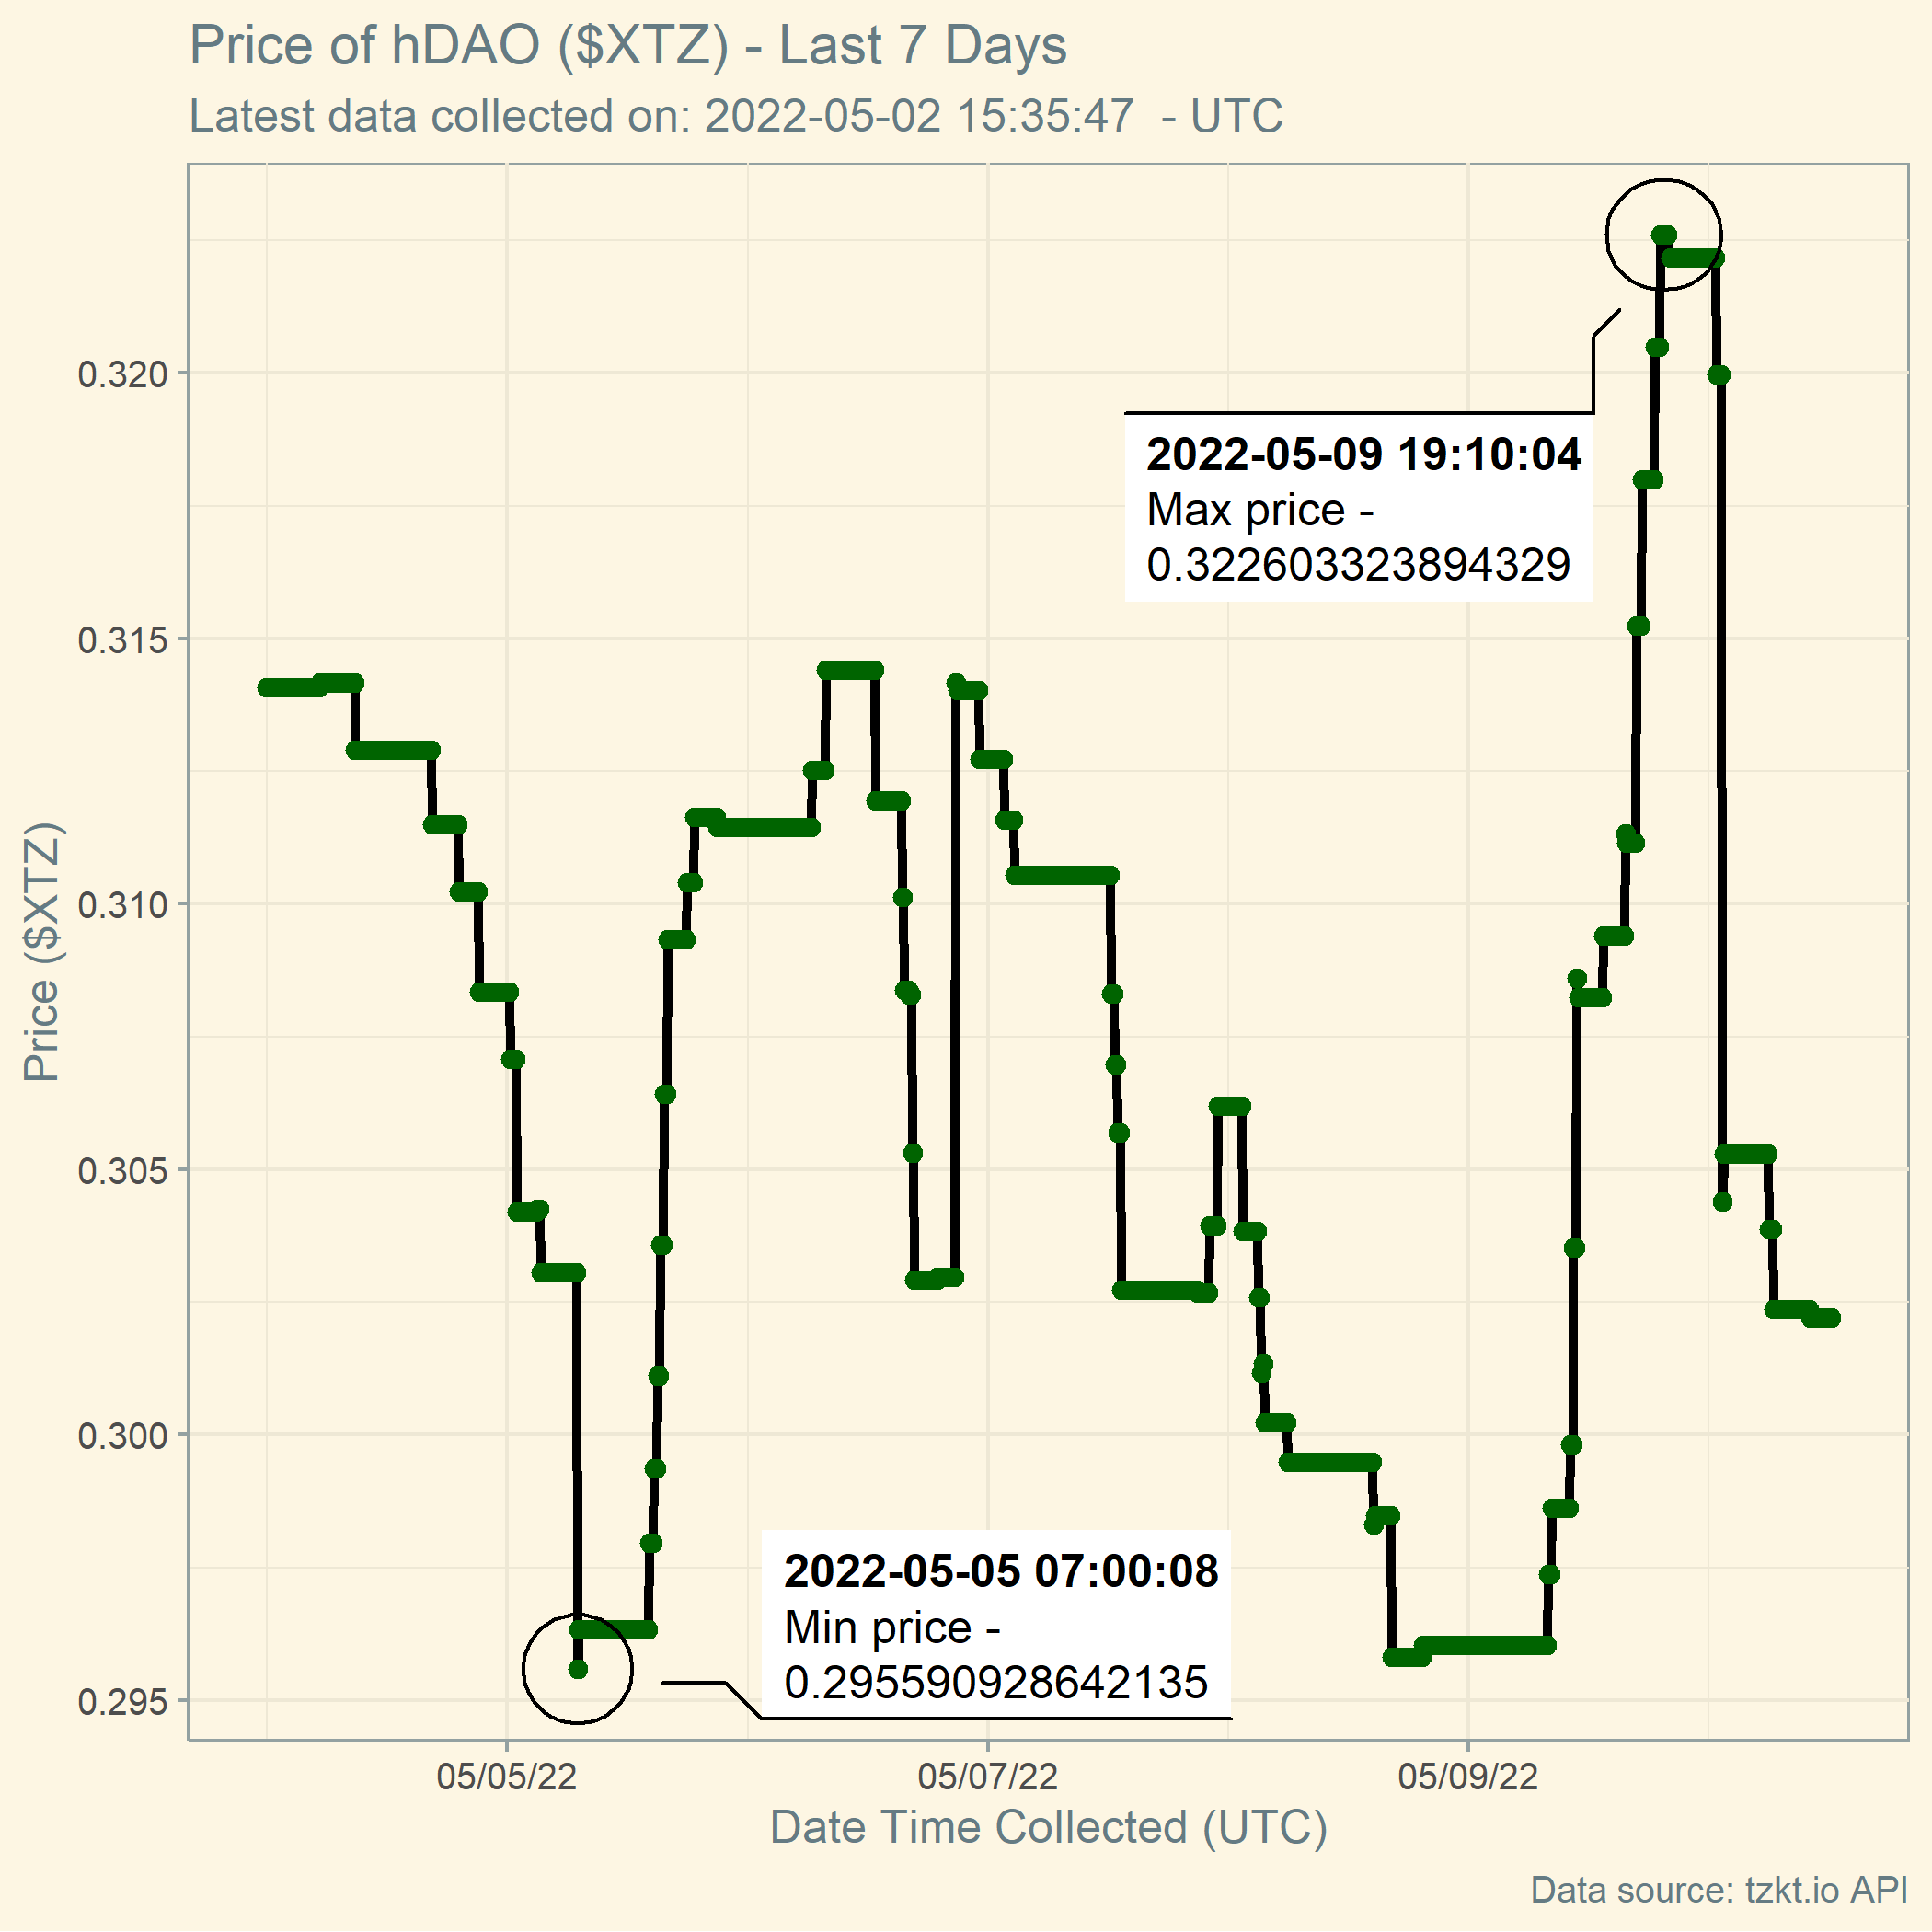 Price of hDAO ($XTZ) - Last 7 Days
Latest data collected on: 2022-05-02 15:35:47  - UTC
0.320
2022-05-09 19:10:04
Max price -
0.322603323894329
0.315
0.310
Price ($XTZ)
0.305
0.300
2022-05-05 07:00:08
Min price -
0.295590928642135
0.295
05/05/22
05/07/22
05/09/22
Date Time Collected (UTC)
Data source: tzkt.io API